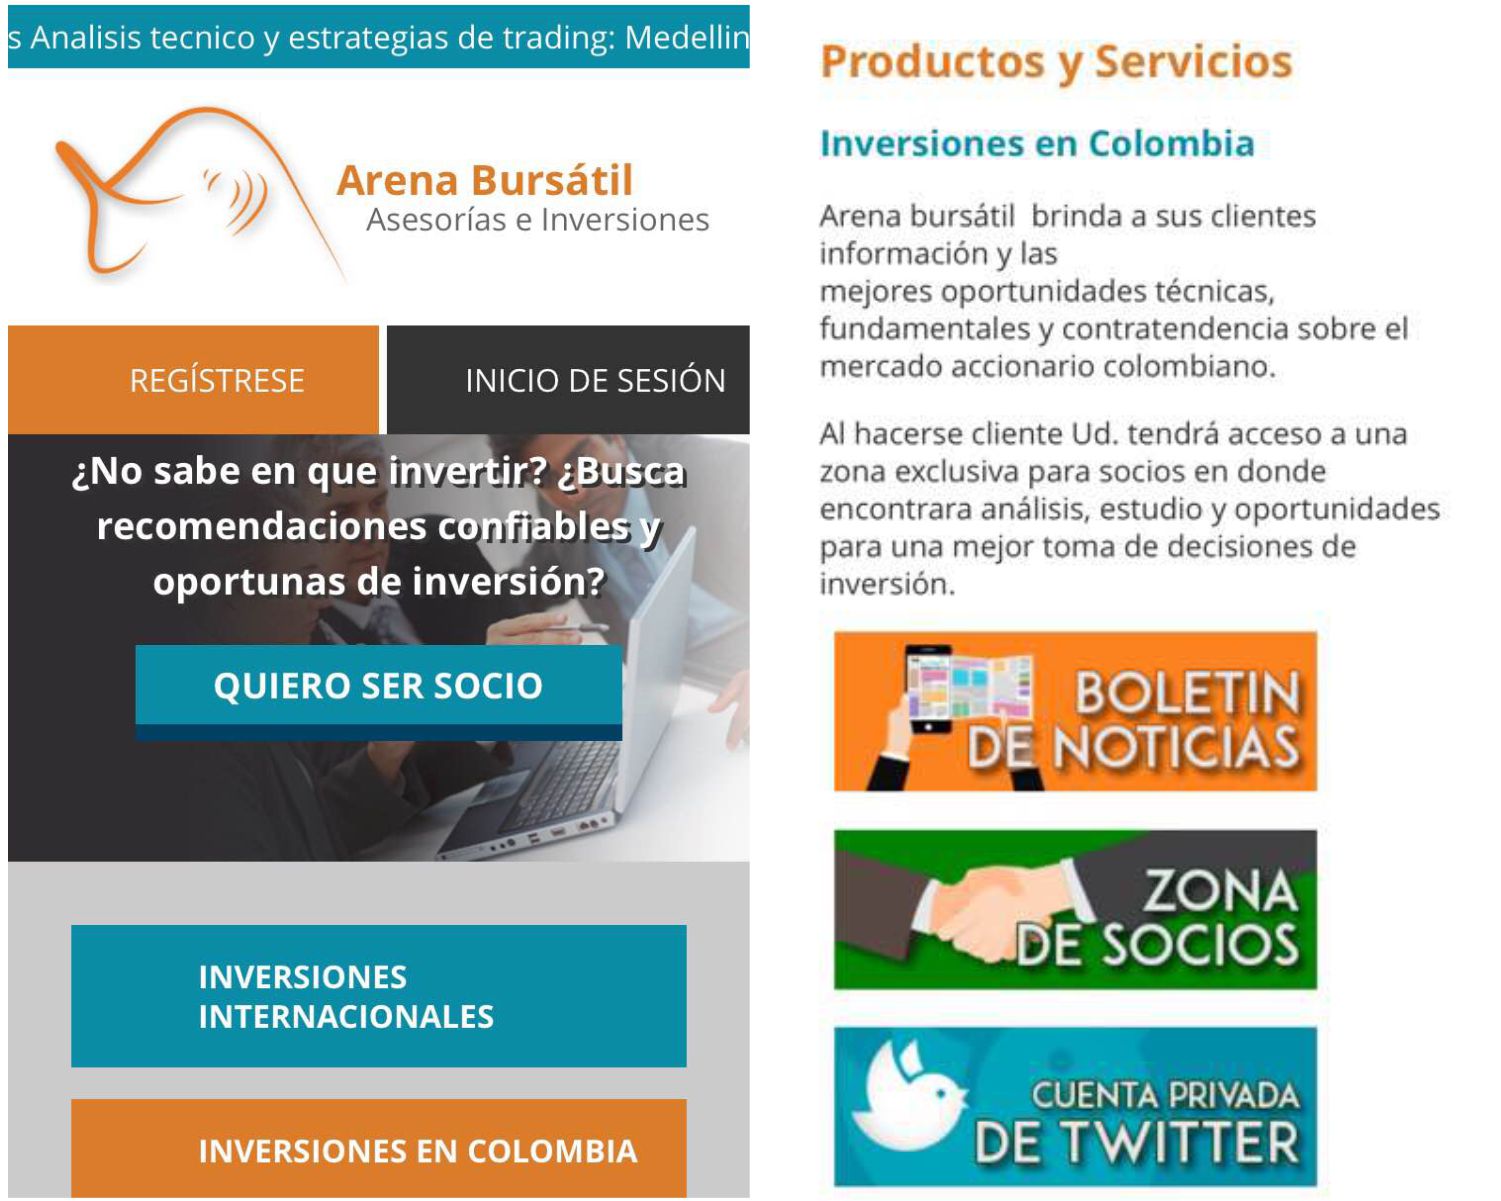 s Analisis tecnico y estrategias de trading: Medellin
Arena Bursátil
Asesorías e Inversiones
REGÍSTRESE
INICIO DE SESIÓN
¿No sabe en que invertir? ¿Busca
recomendaciones confiables y
oportunas de inversión?
QUIERO SER SOCIO
INVERSIONES
INTERNACIONALES
INVERSIONES EN COLOMBIA
Productos y Servicios
Inversiones en Colombia
Arena bursátil  brinda a sus clientes
información y las
mejores oportunidades técnicas,
fundamentales y contratendencia sobre el
mercado accionario colombiano.
Al hacerse cliente Ud. tendrá acceso a una
zona exclusiva para socios en donde
encontrara análisis, estudio y oportunidades
para una mejor toma de decisiones de
inversión.
BOLETIN
DE NOTICIAS
ZONA
DE SOCIOS
CUENTA PRIVADA
DE TWITTER